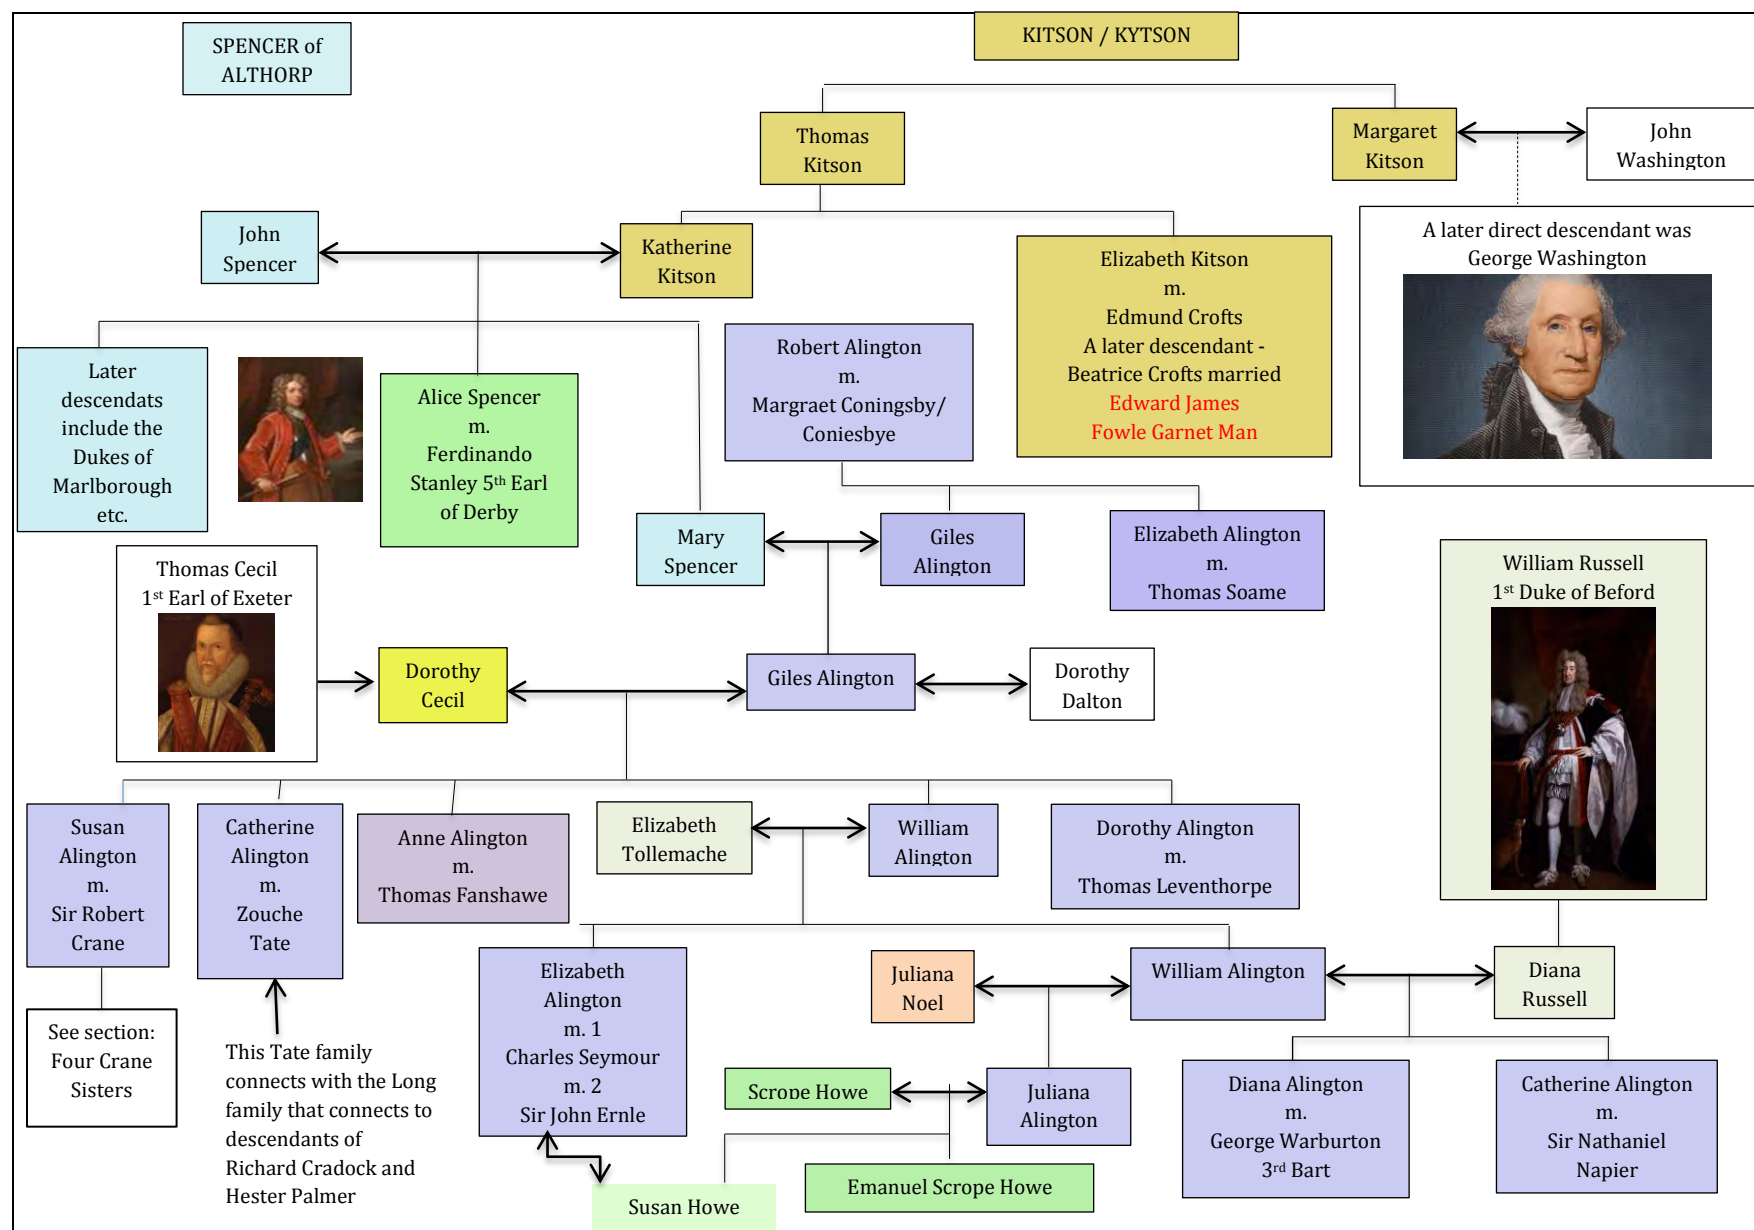 SPENCER of
ALTHORP
KITSON / KYTSON
Thomas
Kitson
Margaret
Kitson
John
Washington
John
Spencer
Katherine
Kitson
Elizabeth Kitson
m.
Edmund Crofts
A later descendant -
Beatrice Crofts married
Edward James
Fowle Garnet Man
A later direct descendant was
George Washington
Later
descendats
include the
Dukes of
Marlborough
etc.
Alice Spencer
m.
Ferdinando
Stanley 5th Earl
of Derby
Robert Alington
m.
Margraet Coningsby/
Coniesbye
Mary
Spencer
Giles
Alington
Elizabeth Alington
m.
Thomas Soame
Thomas Cecil
1st Earl of Exeter
William Russell
1st Duke of Beford
Dorothy
Cecil
Giles Alington
Dorothy
Dalton
Susan
Alington
m.
Sir Robert
Crane
Catherine
Alington
m.
Zouche
Tate
Anne Alington
m.
Thomas Fanshawe
Elizabeth
Tollemache
William
Alington
Dorothy Alington
m.
Thomas Leventhorpe
Elizabeth
Alington
m. 1
Charles Seymour
m. 2
Sir John Ernle
Juliana
Noel
William Alington
Diana
Russell
See section:
Four Crane
Sisters
This Tate family
connects with the Long
family that connects to
descendants of
Richard Cradock and
Hester Palmer
Scrope Howe
Juliana
Alington
Diana Alington
m.
George Warburton
3rd Bart
Catherine Alington
m.
Sir Nathaniel
Napier
Susan Howe
Emanuel Scrope Howe